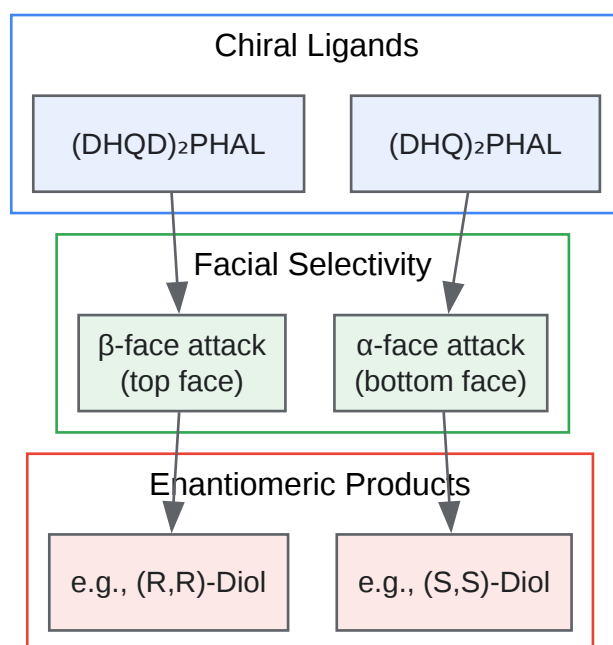 Chiral Ligands
(DHQD)₂PHAL
(DHQ)₂PHAL
Facial Selectivity
β-face attack
(top face)
α-face attack
(bottom face)
Enantiomeric Products
e.g., (R,R)-Diol
e.g., (S,S)-Diol